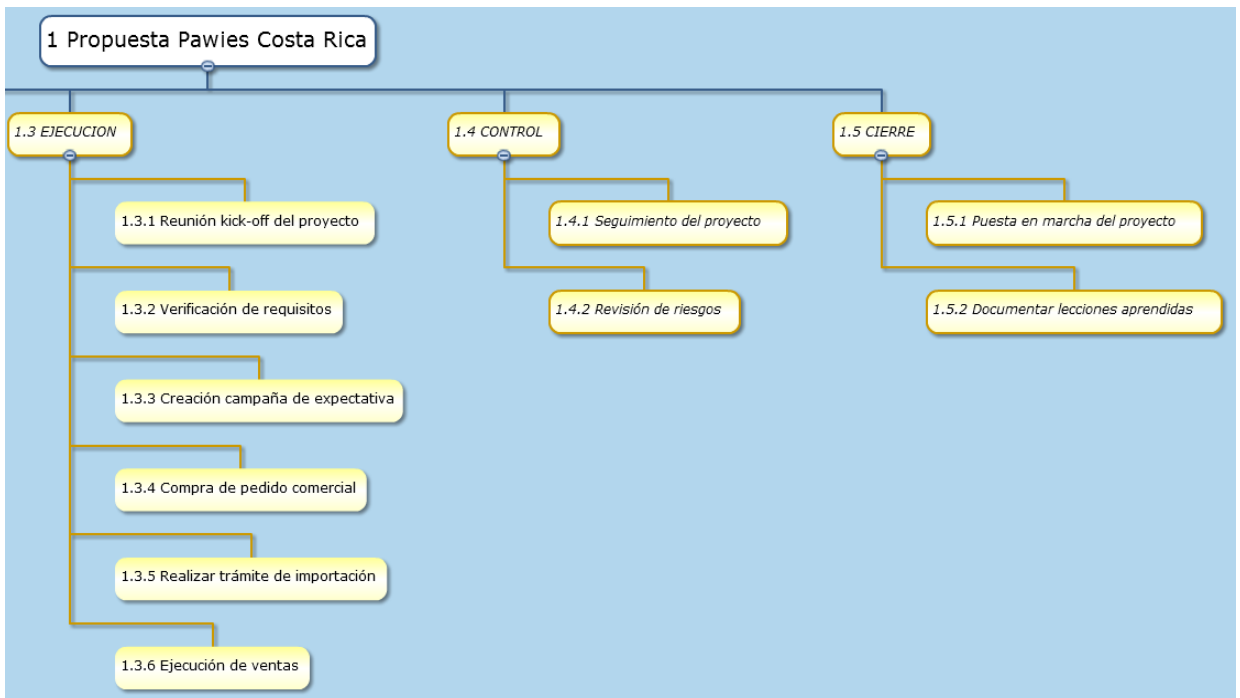 1 Propuesta Pawies Costa Rica
1.3 EJECUCION
1.3.1 Reunión kick-off del proyecto
1.3.2 Verificación de requisitos
1.3.3 Creación campaña de expectativa
1.3.4 Compra de pedido comercial
1.3.5 Realizar trámite de importación
1.3.6 Ejecución de ventas
1.4 CONTROL
1.4.1 Seguimiento del proyecto
1.4.2 Revisión de riesgos
1.5 CIERRE
1.5.1 Puesta en marcha del proyecto
1.5.2 Documentar lecciones aprendidas